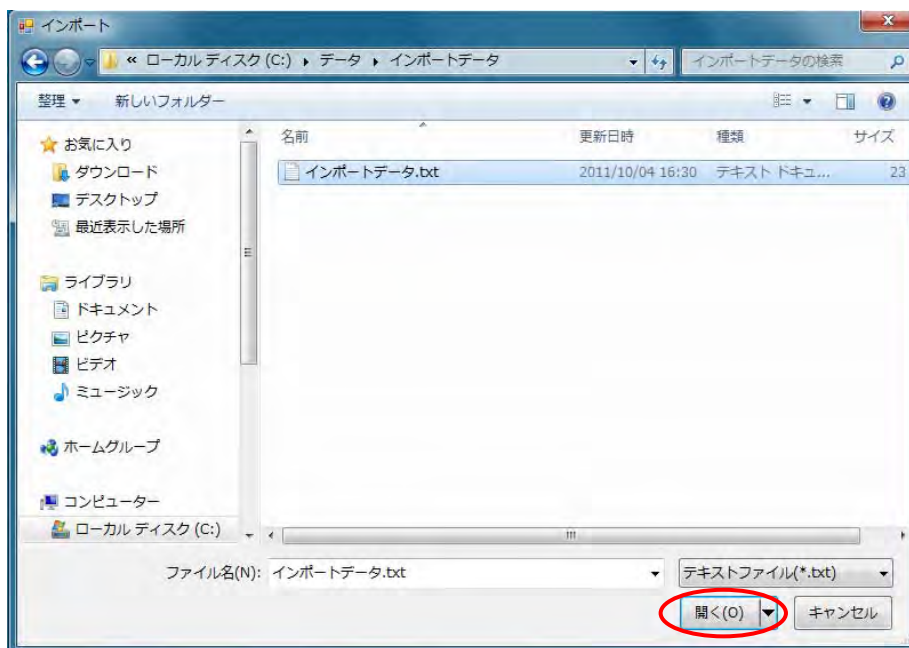 インポート
« ローカル ディスク (C:) ▸ データ ▸ インポートデータ
インポートデータの検索
整理 ▼ 新しいフォルダー
お気に入り
ダウンロード
デスクトップ
最近表示した場所
ライブラリ
ドキュメント
ピクチャ
ビデオ
ミュージック
ホームグループ
コンピューター
ローカル ディスク (C:)
名前 更新日時 種類 サイズ
インポートデータ.txt 2011/10/04 16:30 テキスト ドキュ... 23
ファイル名(N): インポートデータ.txt テキストファイル(*.txt)
開く(O) キャンセル